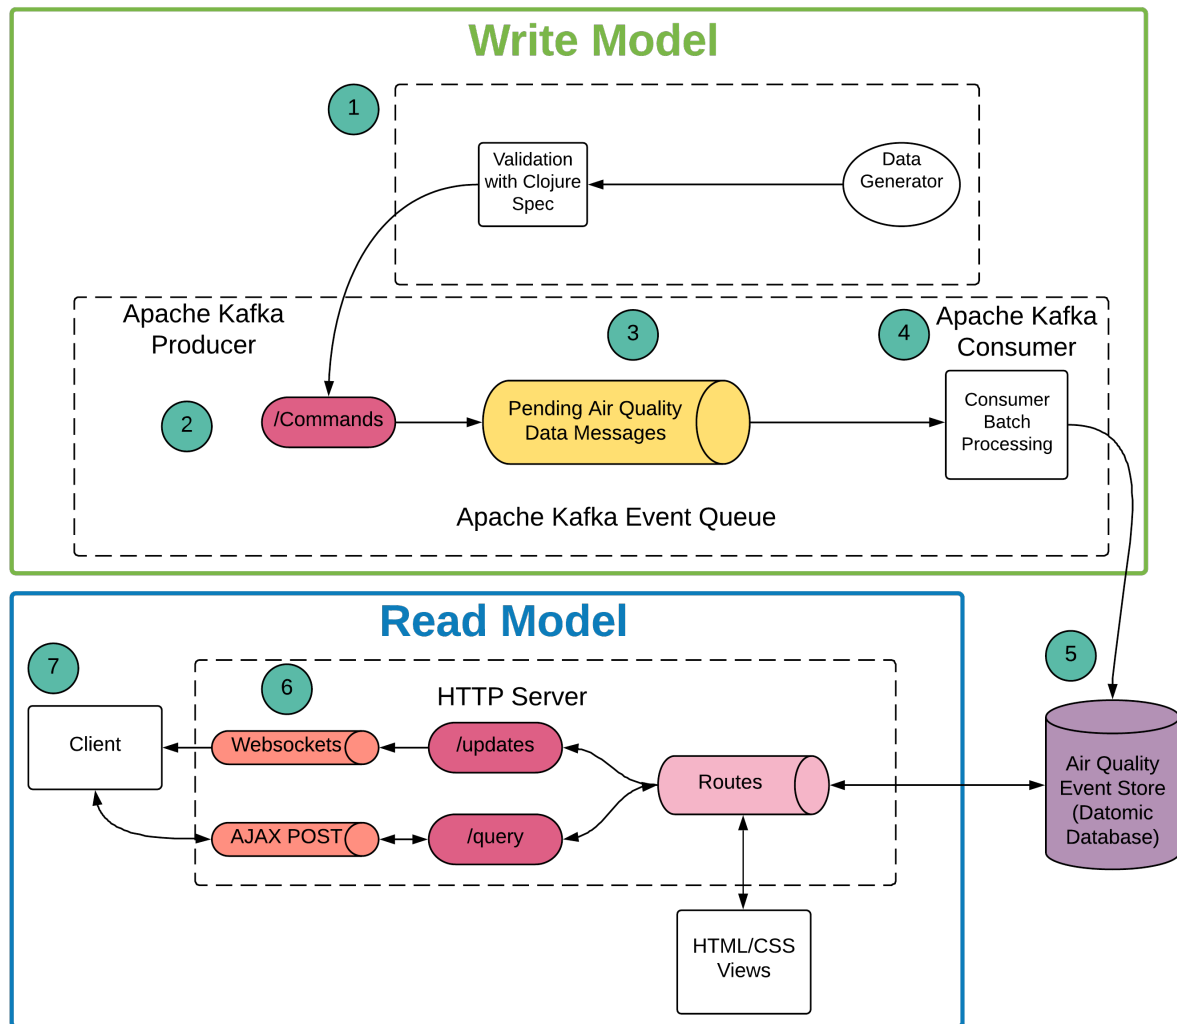 Write Model
1
Validation
with Clojure
Spec
Data
Generator
Apache Kafka
Producer
3
4
Apache Kafka
Consumer
2
/Commands
Pending Air Quality
Data Messages
Consumer
Batch
Processing
Apache Kafka Event Queue
Read Model
7
6
HTTP Server
5
Client
Websockets
/updates
Routes
AJAX POST
/query
Air Quality
Event Store
(Datomic
Database)
HTML/CSS
Views